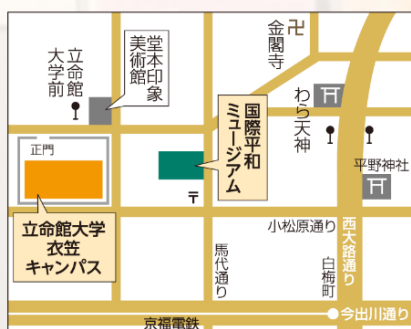 立命館
大学前
堂本印象
美術館
金閣寺
わら天神
国際平和
ミュージアム
正門
平野神社
立命館大学
衣笠
キャンパス
小松原通り
西大路通り
馬代通り
白梅町
今出川通り
京福電鉄